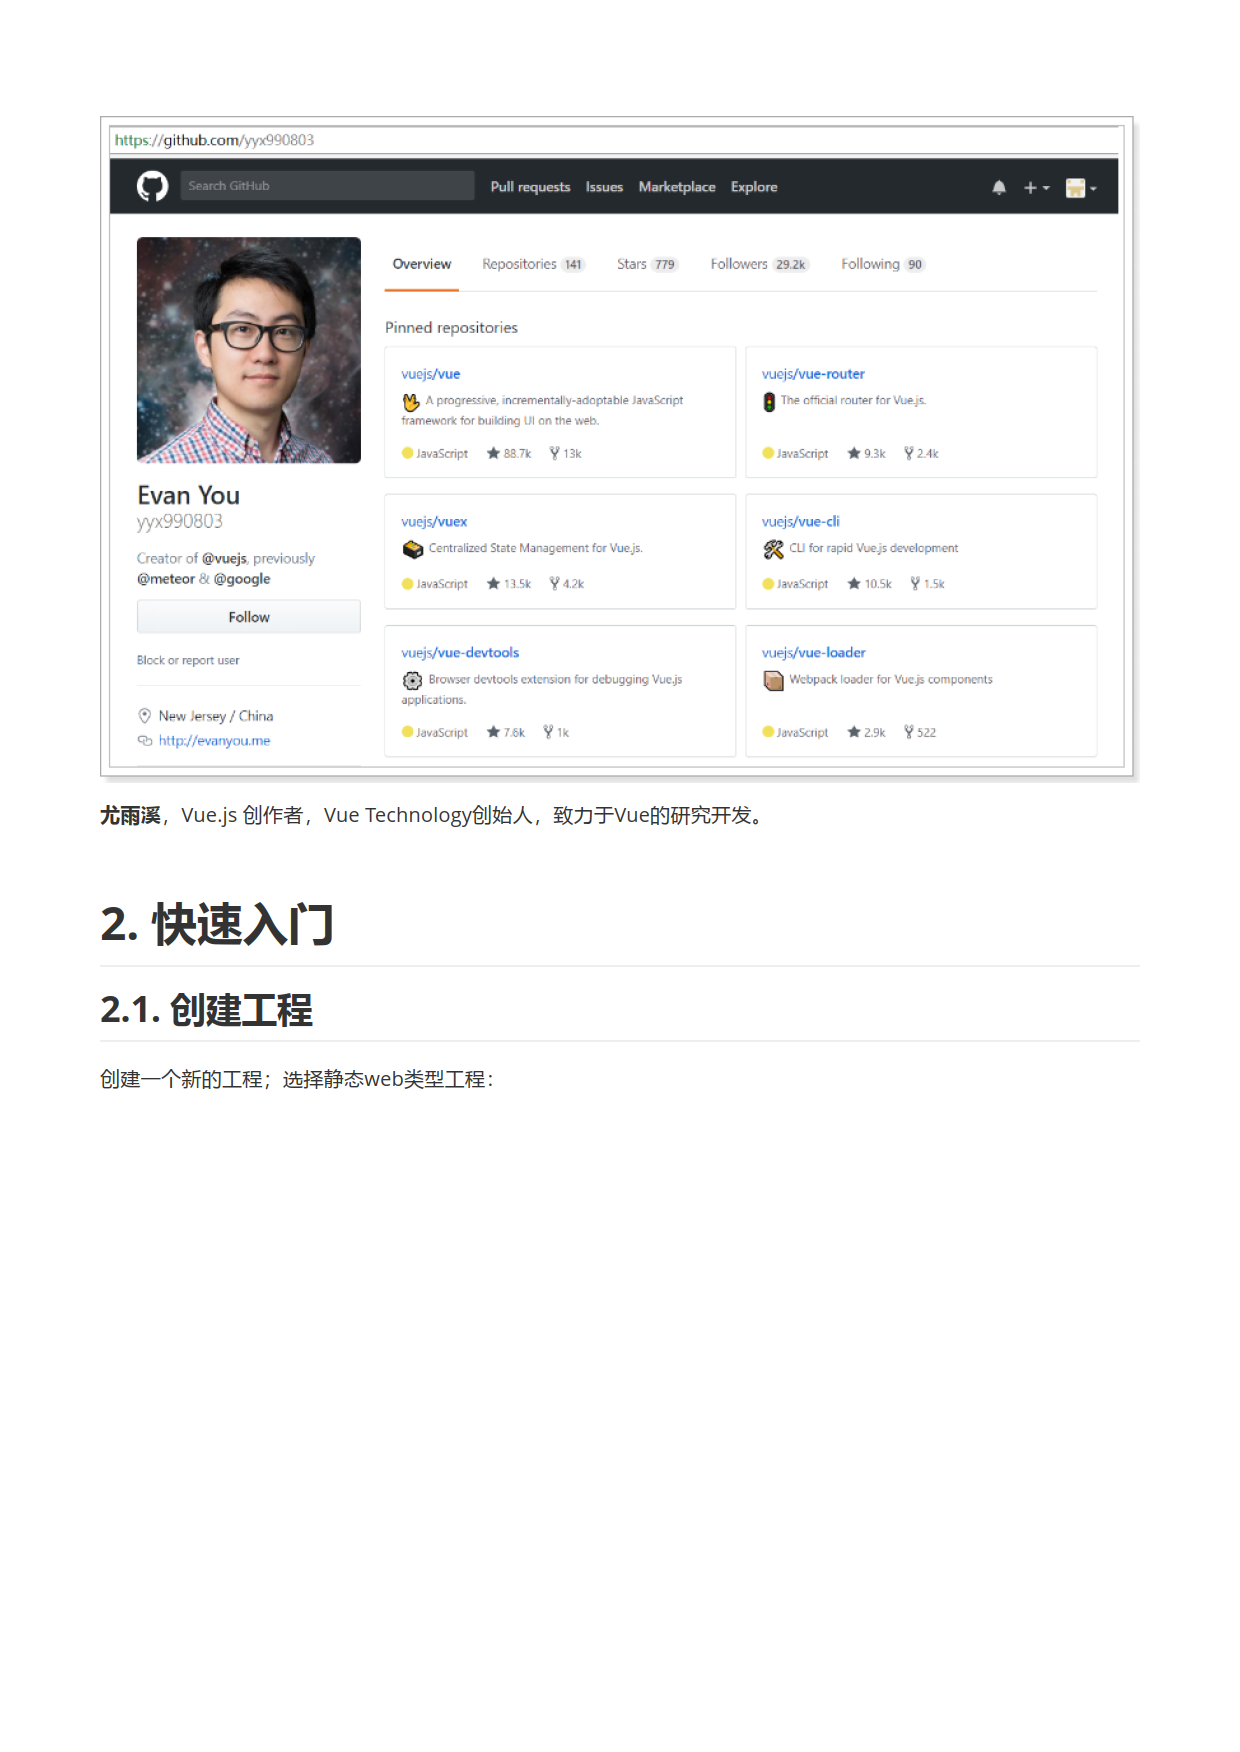 https://github.com/yyx990803
Search GitHub
Pull requests Issues Marketplace Explore
Overview Repositories 141 Stars 779 Followers 29.2k Following 90
Pinned repositories
vuejs/vue
A progressive, incrementally-adoptable JavaScript
framework for building UI on the web.
JavaScript 88.7k 13k
vuejs/vue-router
The official router for Vue.js.
JavaScript 9.3k 2.4k
Evan You
yyx990803
Creator of @vuejs, previously
@meteor & @google
Follow
Block or report user
New Jersey / China
http://evanyou.me
vuejs/vuex
Centralized State Management for Vue.js.
JavaScript 13.5k 4.2k
vuejs/vue-cli
CLI for rapid Vue.js development
JavaScript 10.5k 1.5k
vuejs/vue-devtools
Browser devtools extension for debugging Vue.js
applications.
JavaScript 7.6k 1k
vuejs/vue-loader
Webpack loader for Vue.js components
JavaScript 2.9k 522
尤雨溪，Vue.js 创作者，Vue Technology创始人，致力于Vue的研究开发。
2. 快速入门
2.1. 创建工程
创建一个新的工程；选择静态web类型工程：